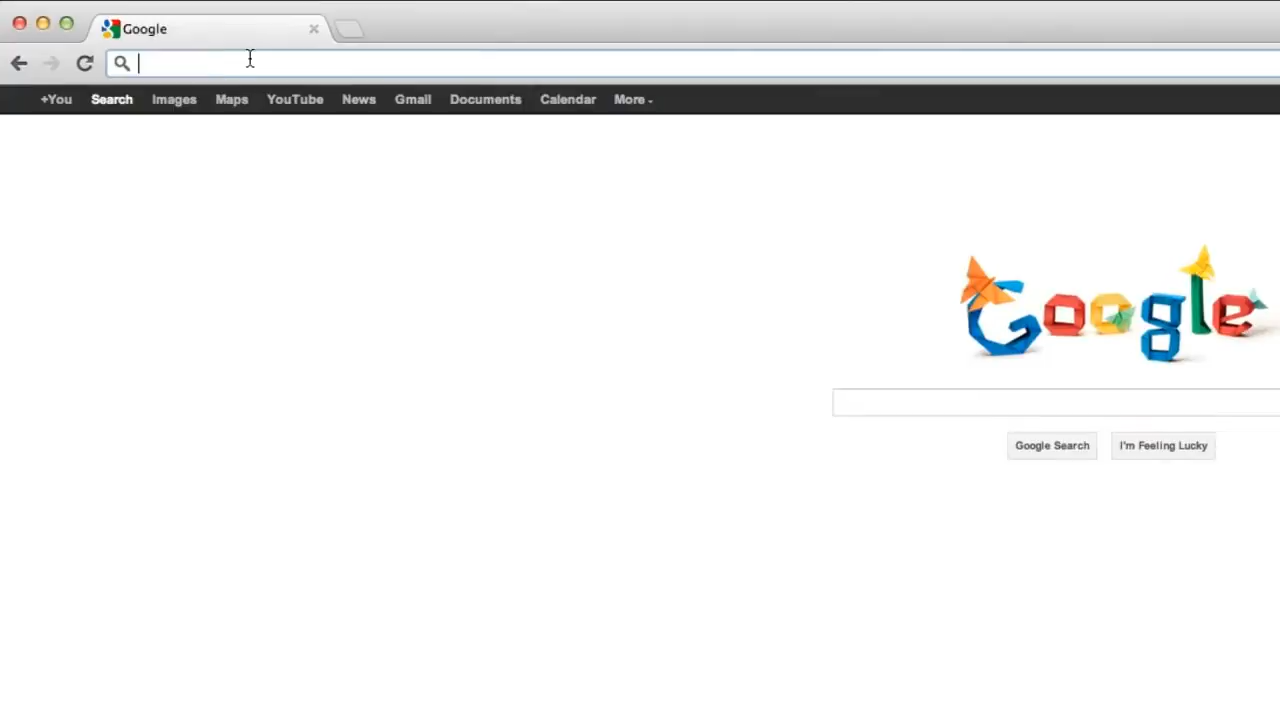 Google
+You Search Images Maps YouTube News Gmail Documents Calendar More
Google
Google Search I'm Feeling Lucky